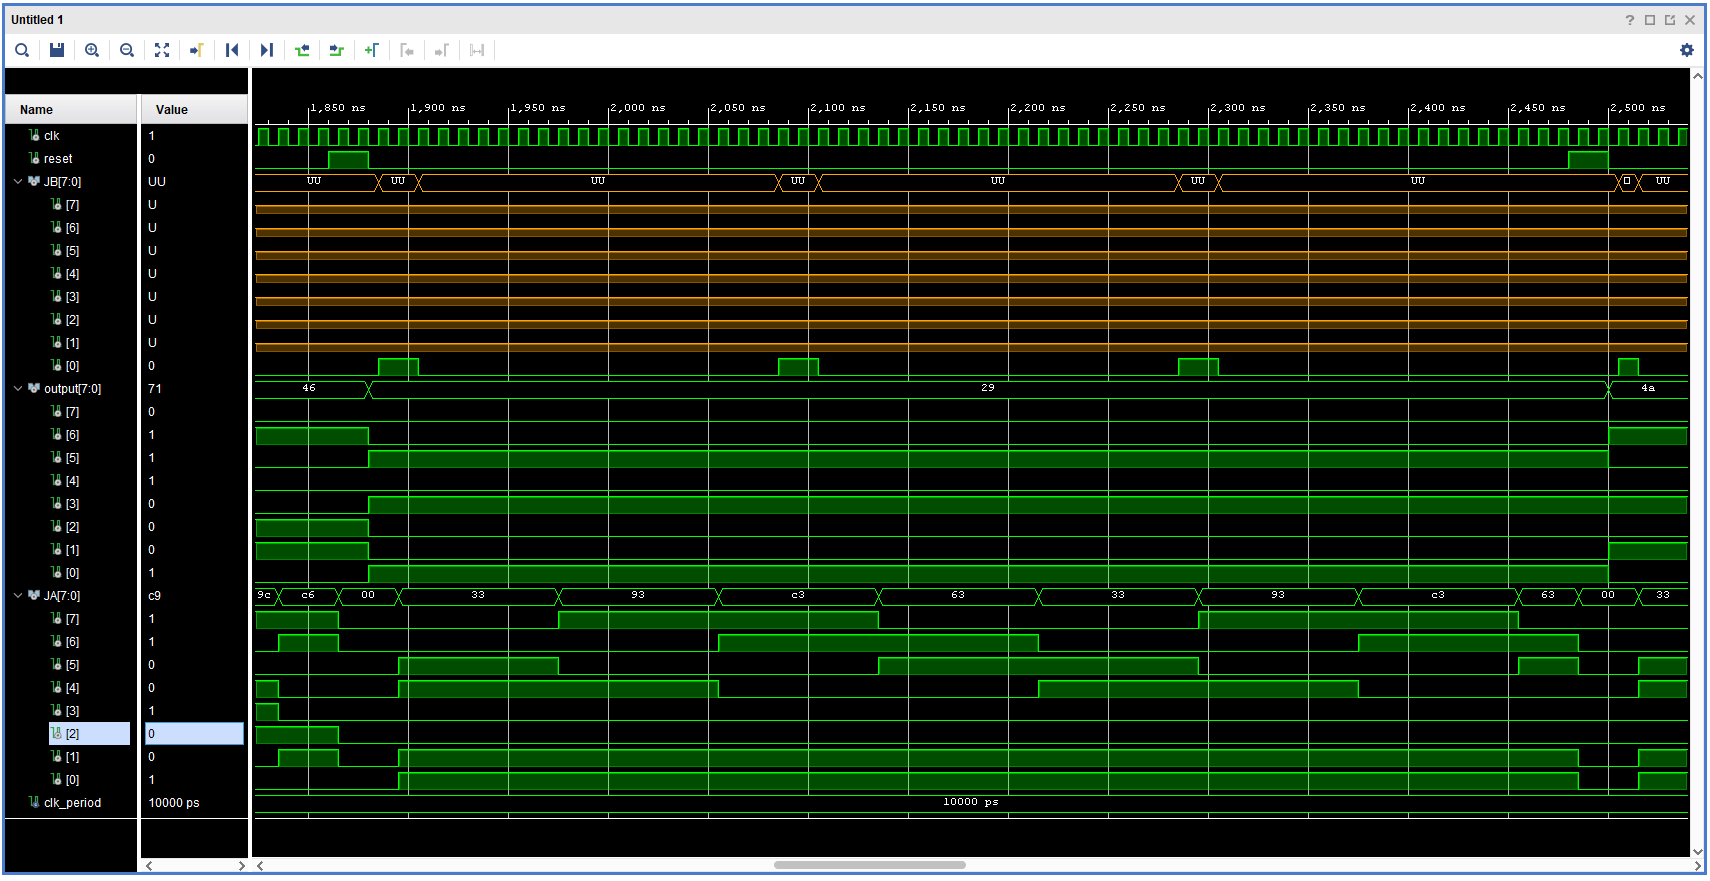 Untitled 1
Name Value
1,850 ns 1,900 ns 1,950 ns 2,000 ns 2,050 ns 2,100 ns 2,150 ns 2,200 ns 2,250 ns 2,300 ns 2,350 ns 2,400 ns 2,450 ns 2,500 ns
clk 1
reset 0
JB[7:0] UU UU UU UU UU UU UU UU UU
[7] U
[6] U
[5] U
[4] U
[3] U
[2] U
[1] U
[0] 0
output[7:0] 71 46 29 4a
[7] 0
[6] 1
[5] 1
[4] 1
[3] 0
[2] 0
[1] 0
[0] 1
JA[7:0] c9 9c c6 00 33 93 c3 63 33 93 c3 63 00 33
[7] 1
[6] 1
[5] 0
[4] 0
[3] 1
[2] 0
[1] 0
[0] 1
clk_period 10000 ps 10000 ps